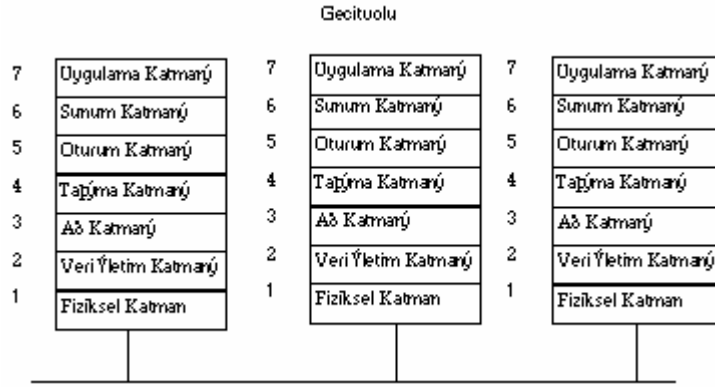 Gecituolu
7 Uygulama Katmaný
6 Sunum Katmaný
5 Oturum Katmaný
4 Taþýma Katmaný
3 Að Katmaný
2 Veri Ýletim Katmaný
1 Fiziksel Katman
7 Uygulama Katmaný
6 Sunum Katmaný
5 Oturum Katmaný
4 Taþýma Katmaný
3 Að Katmaný
2 Veri Ýletim Katmaný
1 Fiziksel Katman
7 Uygulama Katmaný
6 Sunum Katmaný
5 Oturum Katmaný
4 Taþýma Katmaný
3 Að Katmaný
2 Veri Ýletim Katmaný
1 Fiziksel Katman